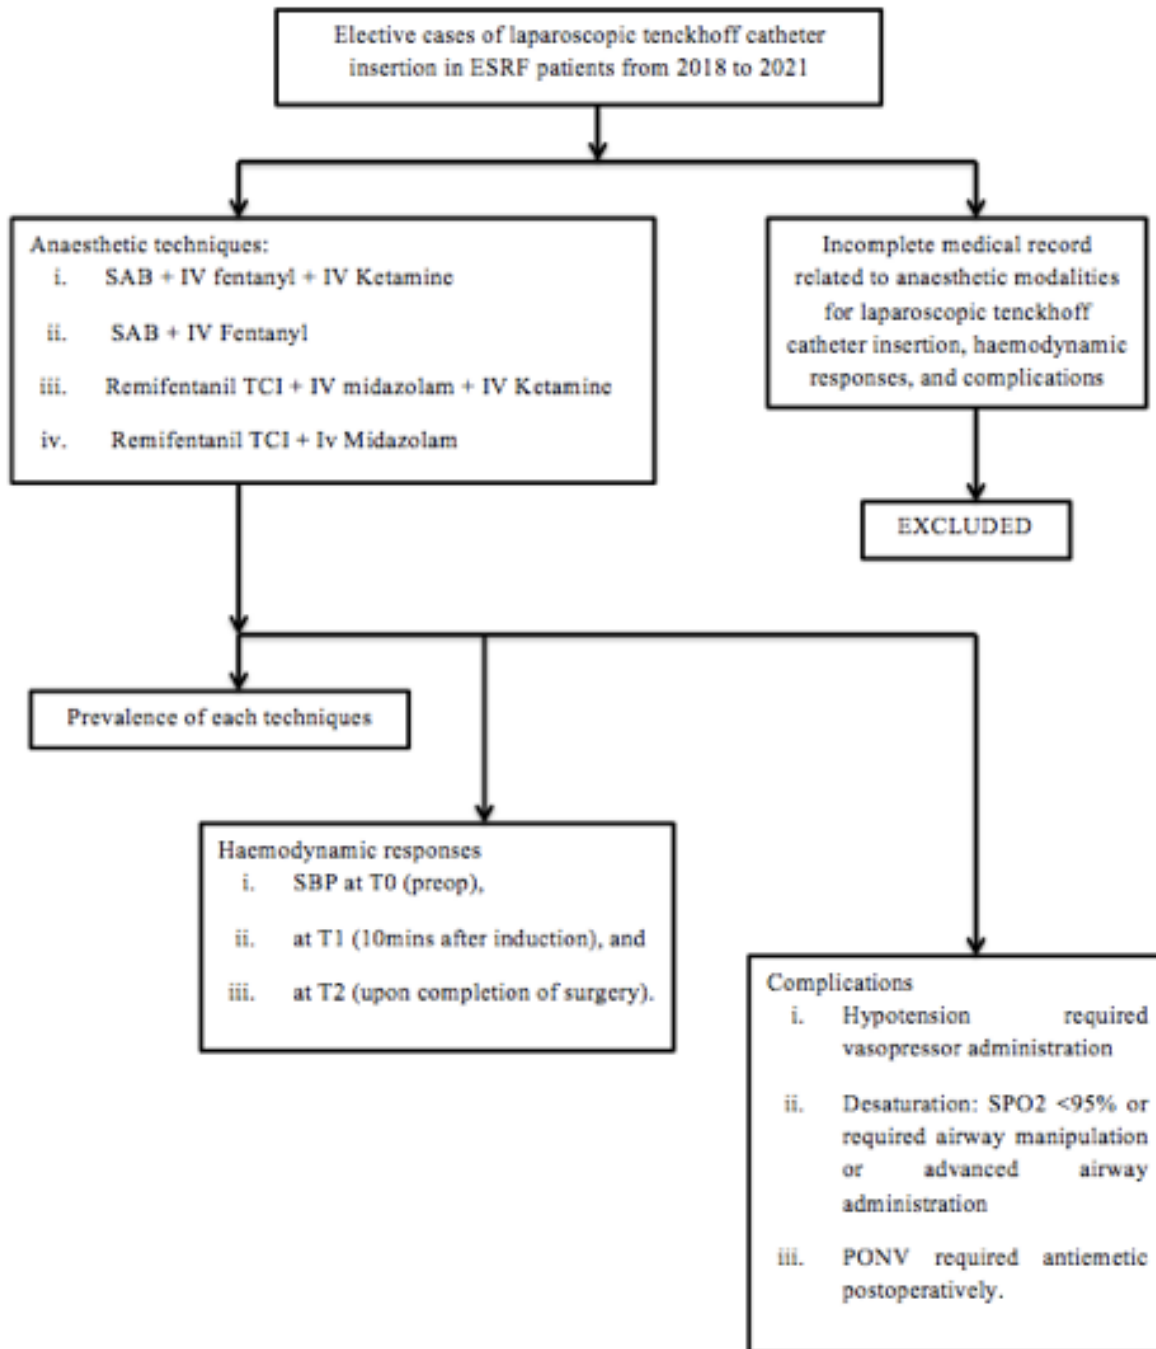 Elective cases of laparoscopic tenckhoff catheter
insertion in ESRF patients from 2018 to 2021
Anaesthetic techniques:
i. SAB + IV fentanyl + IV Ketamine
ii. SAB + IV Fentanyl
iii. Remifentanil TCI + IV midazolam + IV Ketamine
iv. Remifentanil TCI + Iv Midazolam
Incomplete medical record
related to anaesthetic modalities
for laparoscopic tenckhoff
catheter insertion, haemodynamic
responses, and complications
EXCLUDED
Prevalence of each techniques
Haemodynamic responses
i. SBP at T0 (preop),
ii. at T1 (10mins after induction), and
iii. at T2 (upon completion of surgery).
Complications
i. Hypotension required
vasopressor administration
ii. Desaturation: SPO2 <95% or
required airway manipulation
or advanced airway
administration
iii. PONV required antiemetic
postoperatively.